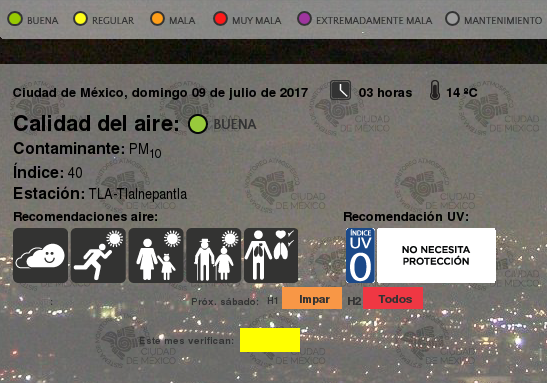 BUENA REGULAR MALA MUY MALA EXTREMADAMENTE MALA MANTENIMIENTO
Ciudad de México, domingo 09 de julio de 2017 03 horas 14 ºC
Calidad del aire: BUENA
Contaminante: PM10
Índice: 40
Estación: TLA-Tlalnepantla
Recomendaciones aire: Recomendación UV:
ÍNDICE
UV
0
NO NECESITA
PROTECCIÓN
: Próx. sábado: H1 Impar H2 Todos
Este mes verifican:
CIUDAD
DE MÉXICO